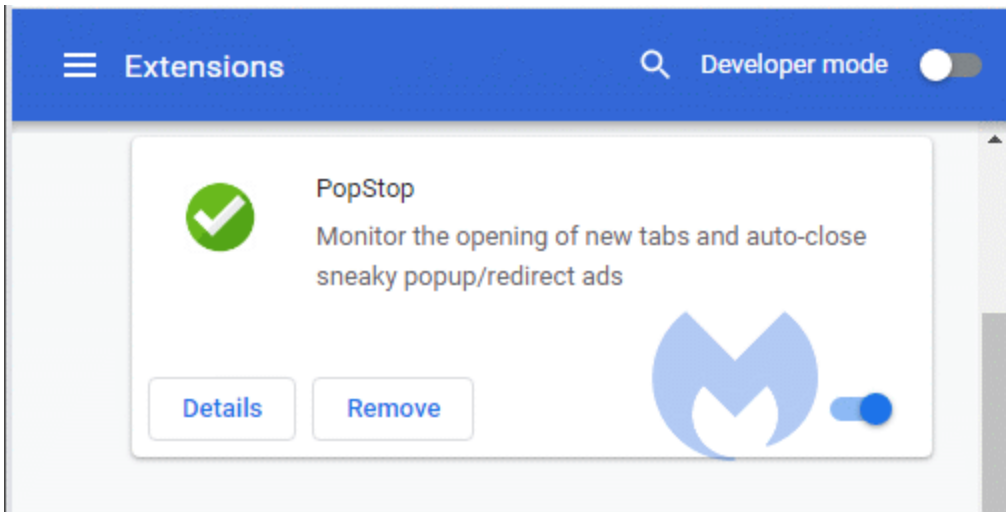 Extensions
Developer mode
PopStop
Monitor the opening of new tabs and auto-close
sneaky popup/redirect ads
Details
Remove